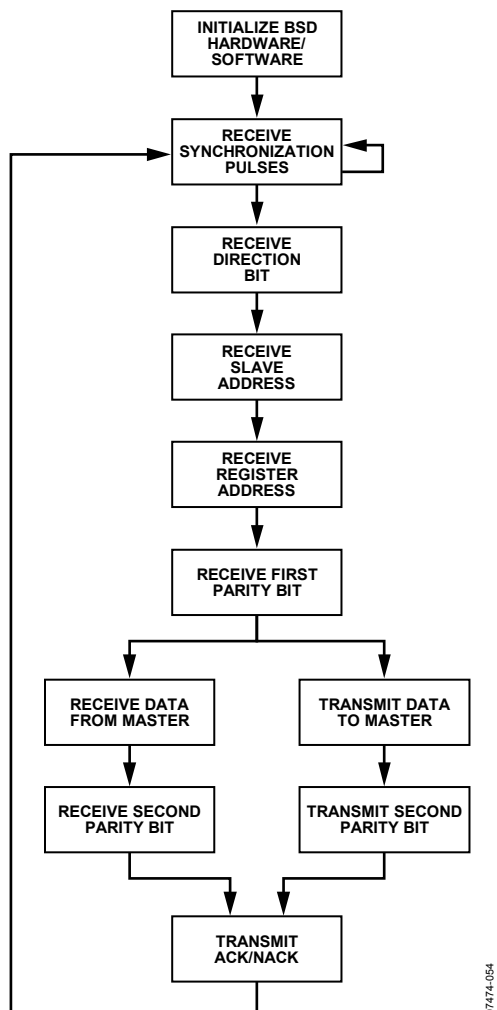 INITIALIZE BSD
HARDWARE/
SOFTWARE
RECEIVE
SYNCHRONIZATION
PULSES
RECEIVE
DIRECTION
BIT
RECEIVE
SLAVE
ADDRESS
RECEIVE
REGISTER
ADDRESS
RECEIVE FIRST
PARITY BIT
RECEIVE DATA
FROM MASTER
TRANSMIT DATA
TO MASTER
RECEIVE SECOND
PARITY BIT
TRANSMIT SECOND
PARITY BIT
TRANSMIT
ACK/NACK
07474-054